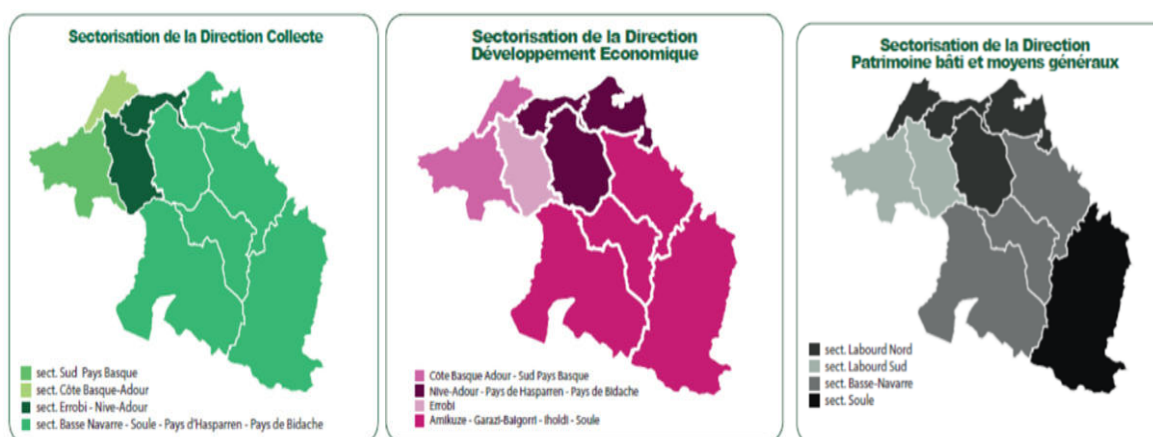 Sectorisation de la Direction Collecte
sect. Sud Pays Basque
sect. Côte Basque-Adour
sect. Errobi - Nive-Adour
sect. Basse Navarre - Soule - Pays d'Hasparren - Pays de Bidache
Sectorisation de la Direction
Développement Economique
Côte Basque Adour - Sud Pays Basque
Nive-Adour - Pays de Hasparren - Pays de Bidache
Errobi
Amikuze - Garazi-Baigorri - Iholdi - Soule
Sectorisation de la Direction
Patrimoine bâti et moyens généraux
sect. Labourd Nord
sect. Labourd Sud
sect. Basse-Navarre
sect. Soule